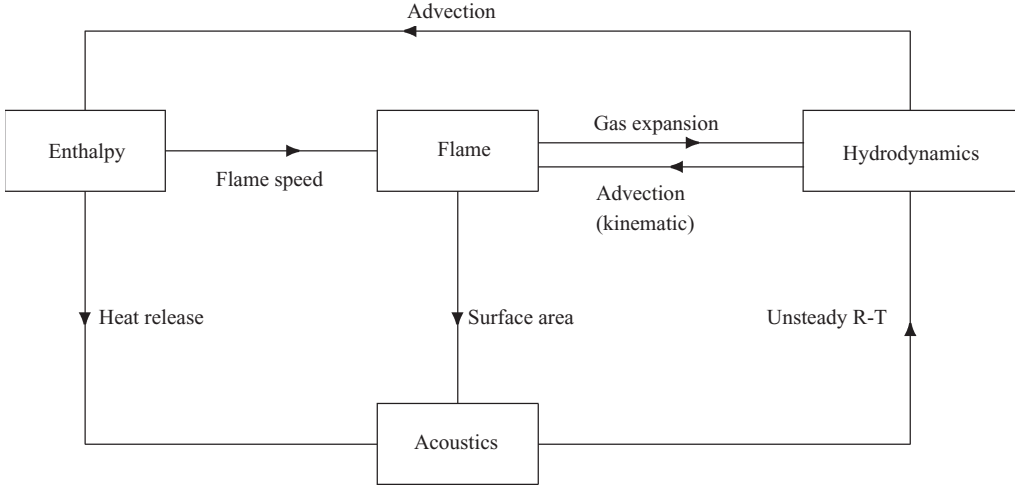 Advection
Enthalpy
Flame speed
Flame
Gas expansion
Advection
(kinematic)
Hydrodynamics
Heat release
Surface area
Unsteady R-T
Acoustics